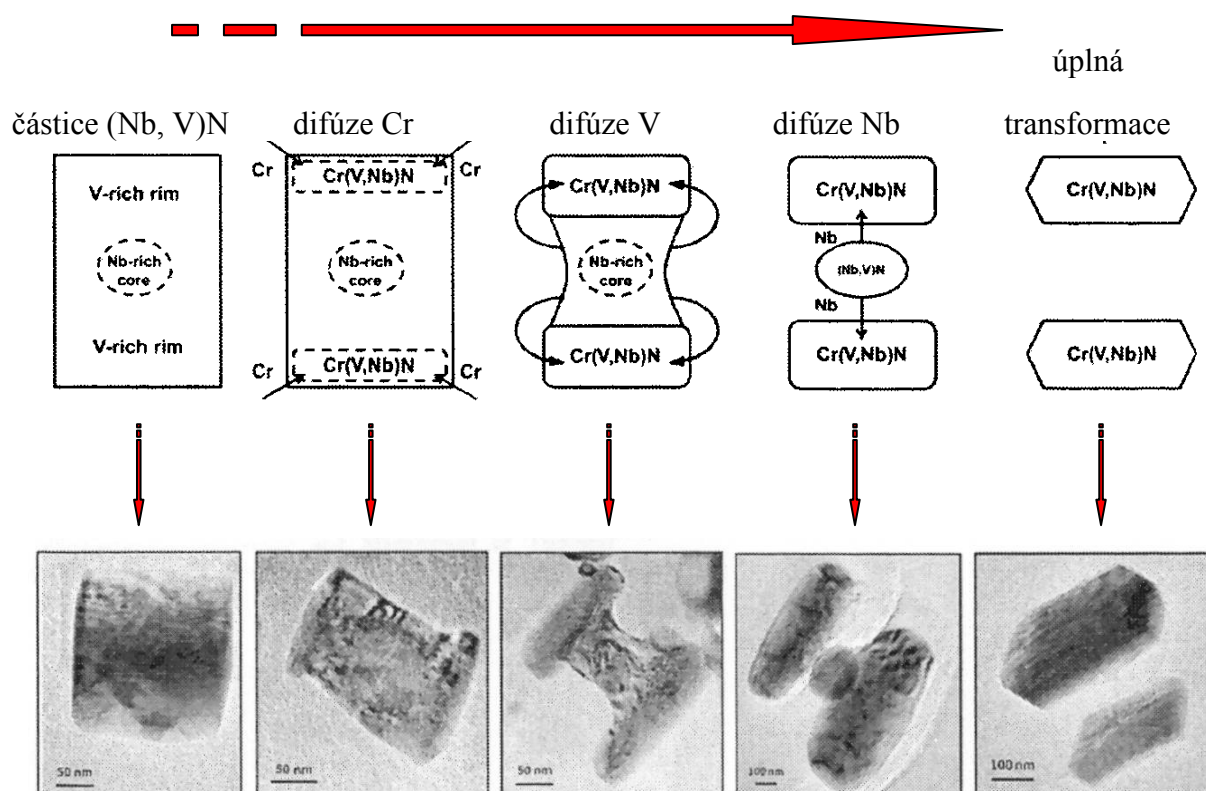 úplná
částice (Nb, V)N
difúze Cr
difúze V
difúze Nb
transformace
V-rich rim
Nb-rich
core
V-rich rim
Cr
Cr(V,Nb)N
Cr
Nb-rich
core
Cr
Cr(V,Nb)N
Cr
Cr(V,Nb)N
Nb-rich
core
Cr(V,Nb)N
Cr(V,Nb)N
Nb
(Nb,V)N
Nb
Cr(V,Nb)N
Cr(V,Nb)N
Cr(V,Nb)N
50 nm
50 nm
50 nm
100 nm
100 nm